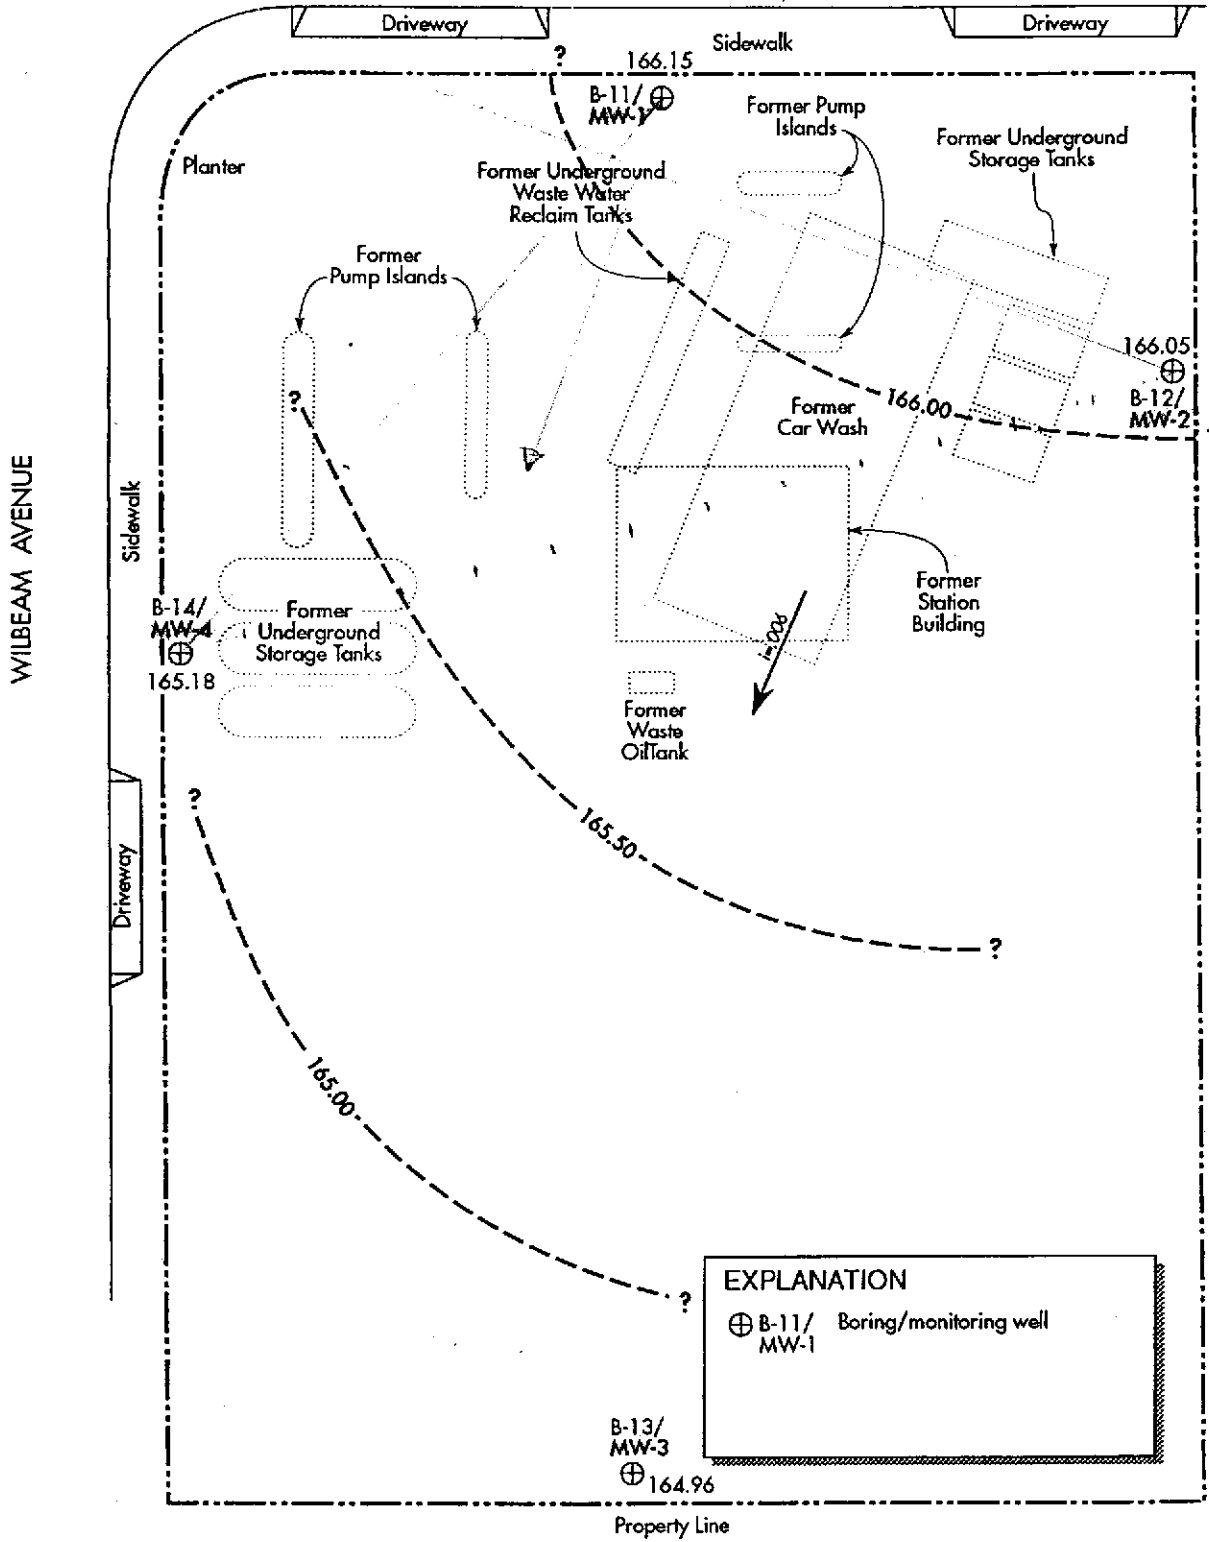 Driveway
Driveway
Sidewalk
?
166.15
B-11/
MW-1
Former Pump
Islands
Former Underground
Storage Tanks
Planter
Former Underground
Waste Water
Reclaim Tanks
Former
Pump Islands
166.05
B-12/
MW-2
?
Former
Car Wash
166.00
WILBEAM AVENUE
Sidewalk
B-14/
MW-4
165.18
Former
Underground
Storage Tanks
Former
Station
Building
i=.006
Former
Waste
Oil Tank
?
165.50
Driveway
?
165.00
?
EXPLANATION
B-11/
MW-1
Boring/monitoring well
B-13/
MW-3
164.96
Property Line